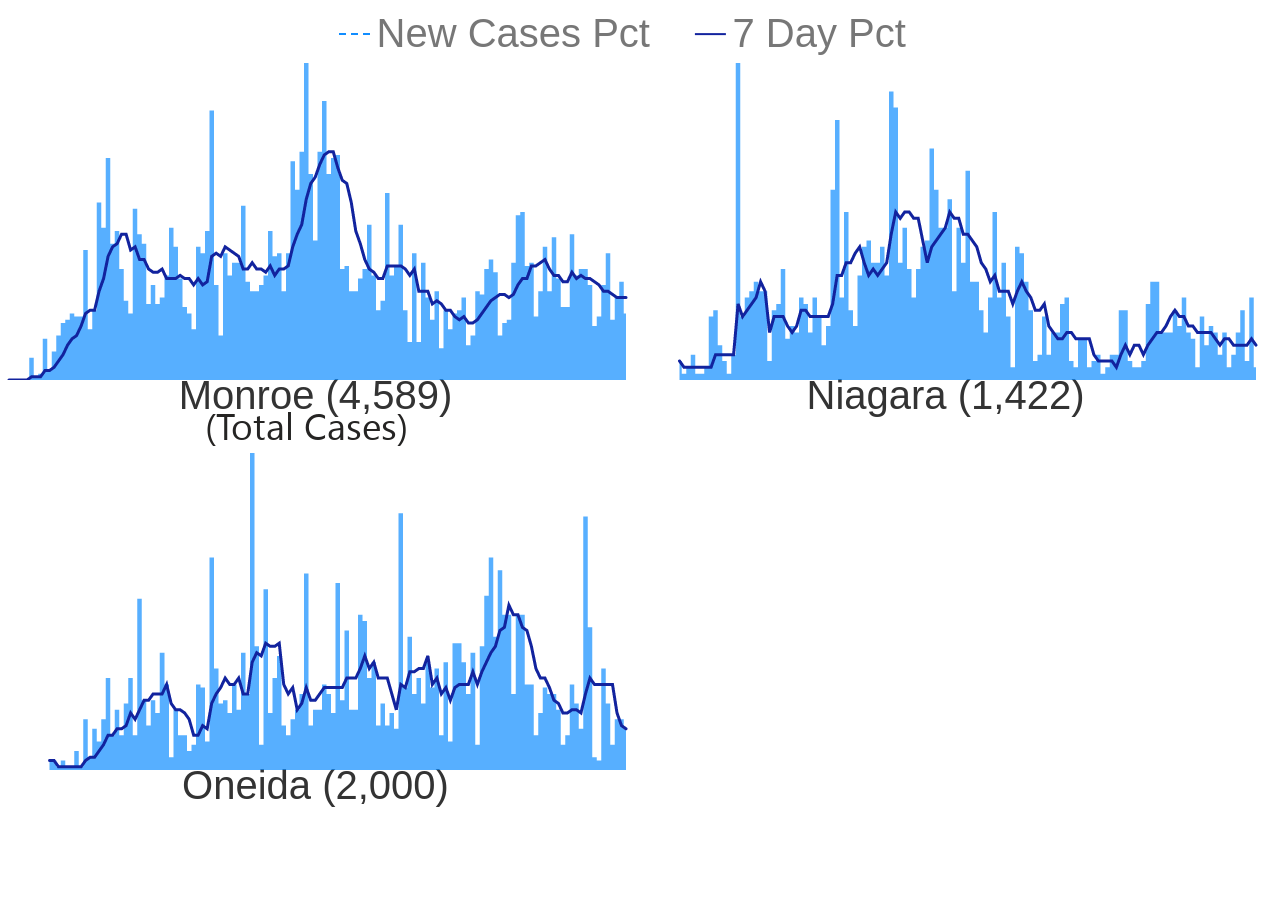 New Cases Pct 7 Day Pct
Monroe (4,589)
(Total Cases)
Niagara (1,422)
Oneida (2,000)